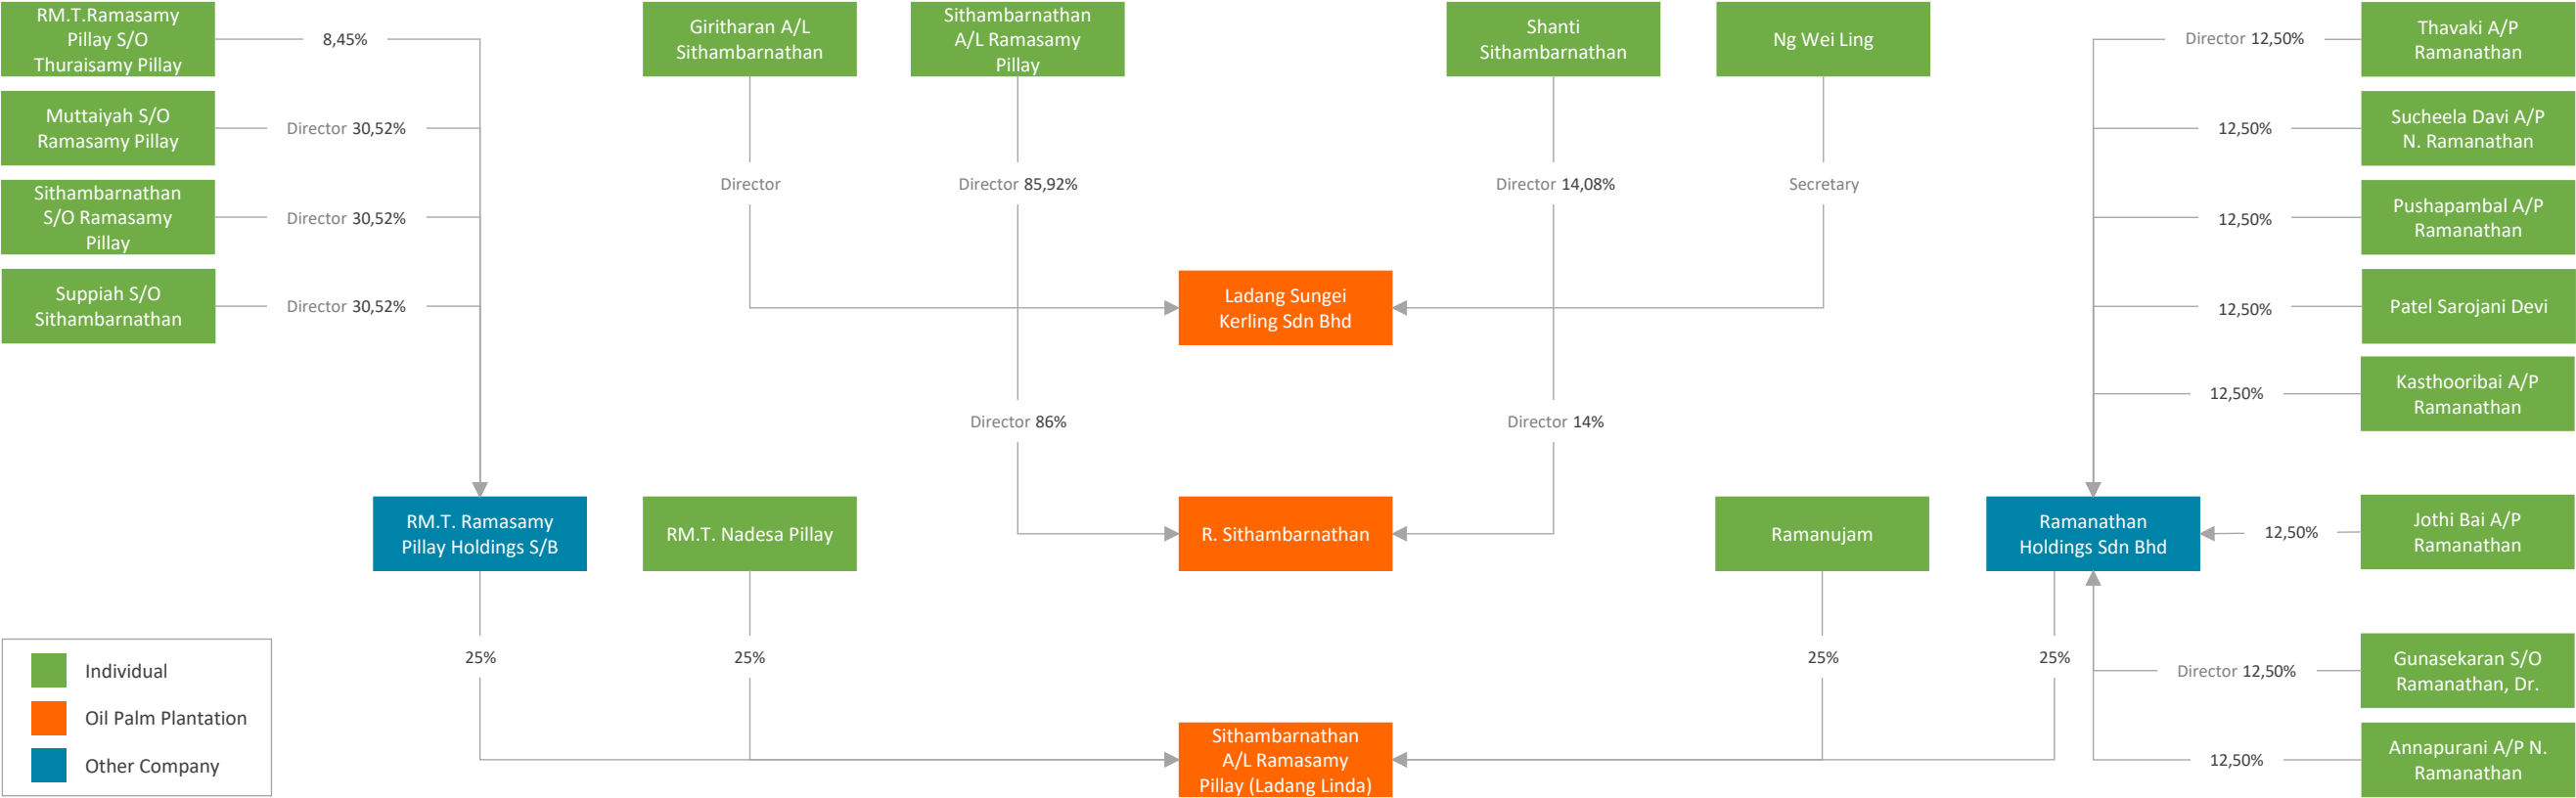 RM.T.Ramasamy
Pillay S/O
Thuraisamy Pillay
8,45%
Muttaiyah S/O
Ramasamy Pillay
Director 30,52%
Sithambarnathan
S/O Ramasamy
Pillay
Director 30,52%
Suppiah S/O
Sithambarnathan
Director 30,52%
Giritharan A/L
Sithambarnathan
Director
Sithambarnathan
A/L Ramasamy
Pillay
Director 85,92%
Director 86%
Shanti
Sithambarnathan
Director 14,08%
Director 14%
Ng Wei Ling
Secretary
Ladang Sungei
Kerling Sdn Bhd
Director 12,50%
Thavaki A/P
Ramanathan
12,50%
Sucheela Davi A/P
N. Ramanathan
12,50%
Pushapambal A/P
Ramanathan
12,50%
Patel Sarojani Devi
12,50%
Kasthooribai A/P
Ramanathan
RM.T. Ramasamy
Pillay Holdings S/B
RM.T. Nadesa Pillay
R. Sithambarnathan
Ramanujam
Ramanathan
Holdings Sdn Bhd
12,50%
Jothi Bai A/P
Ramanathan
25%
25%
25%
25%
Director 12,50%
Gunasekaran S/O
Ramanathan, Dr.
Sithambarnathan
A/L Ramasamy
Pillay (Ladang Linda)
12,50%
Annapurani A/P N.
Ramanathan
Individual
Oil Palm Plantation
Other Company